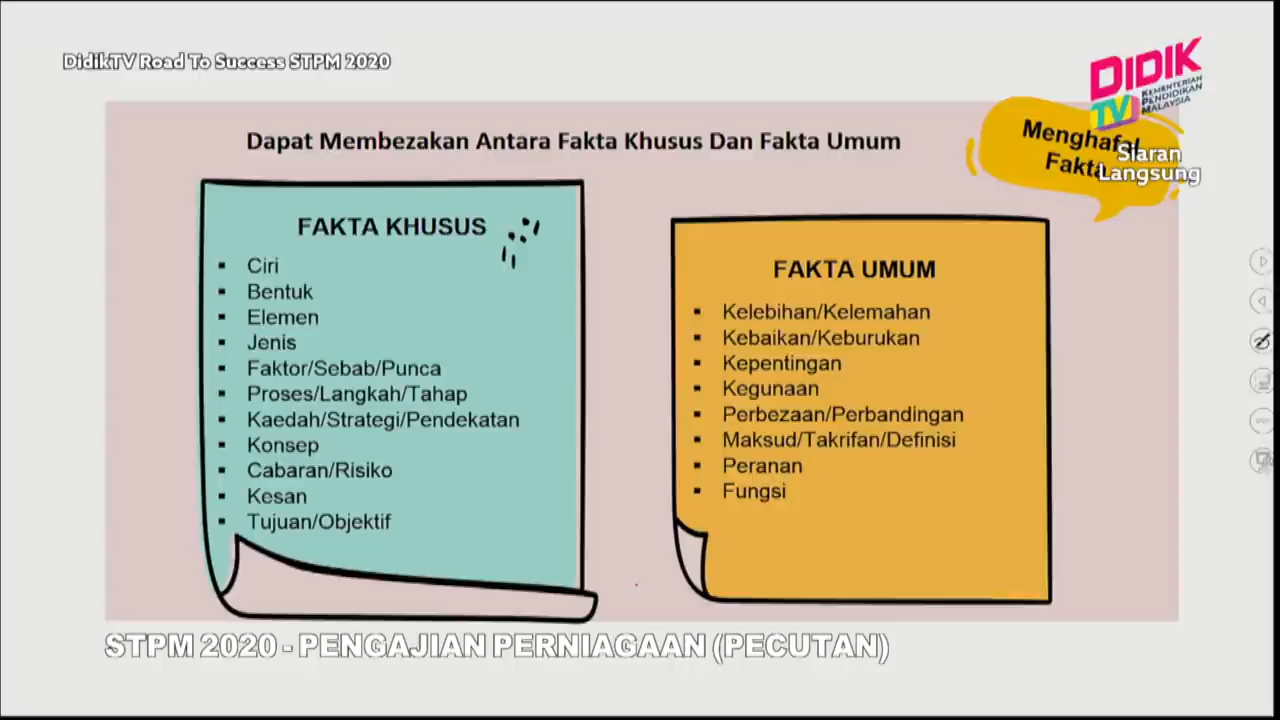 DidikTV Road To Success STPM 2020
DIDIK
TV
KEMENTERIAN
PENDIDIKAN
MALAYSIA
Dapat Membezakan Antara Fakta Khusus Dan Fakta Umum
Menghafal
Fakta
Siaran
Langsung
FAKTA KHUSUS
▪ Ciri
▪ Bentuk
▪ Elemen
▪ Jenis
▪ Faktor/Sebab/Punca
▪ Proses/Langkah/Tahap
▪ Kaedah/Strategi/Pendekatan
▪ Konsep
▪ Cabaran/Risiko
▪ Kesan
▪ Tujuan/Objektif
FAKTA UMUM
▪ Kelebihan/Kelemahan
▪ Kebaikan/Keburukan
▪ Kepentingan
▪ Kegunaan
▪ Perbezaan/Perbandingan
▪ Maksud/Takrifan/Definisi
▪ Peranan
▪ Fungsi
STPM 2020 - PENGAJIAN PERNIAGAAN (PECUTAN)